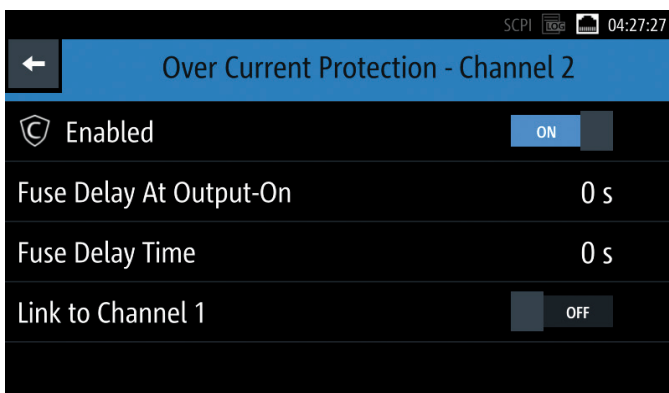 SCPI LOG 04:27:27
Over Current Protection - Channel 2
C Enabled ON
Fuse Delay At Output-On 0 s
Fuse Delay Time 0 s
Link to Channel 1 OFF